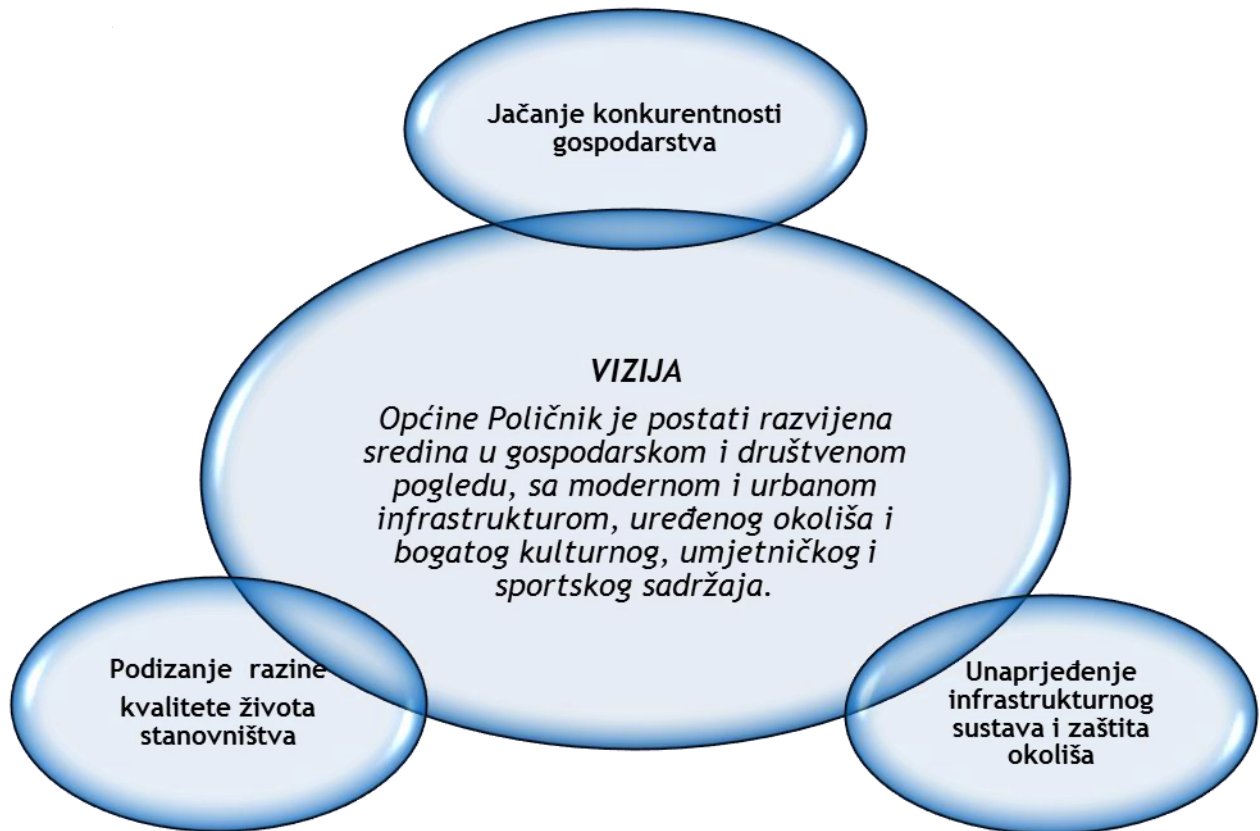 Jačanje konkurentnosti
gospodarstva
VIZIJA
Općine Poličnik je postati razvijena
sredina u gospodarskom i društvenom
pogledu, sa modernom i urbanom
infrastrukturom, uređenog okoliša i
bogatog kulturnog, umjetničkog i
sportskog sadržaja.
Podizanje razine
kvalitete života
stanovništva
Unaprjeđenje
infrastrukturnog
sustava i zaštita
okoliša